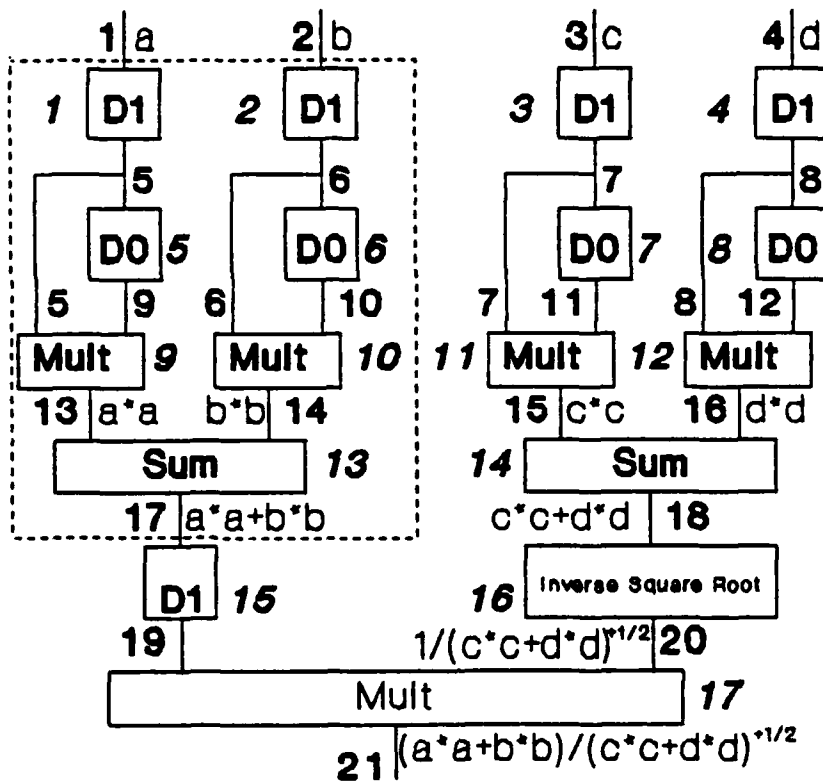 1 a 2 b 3 c 4 d
1 D1 2 D1 3 D1 4 D1
5 6 7 8
D0 5 D0 6 D0 7 8 D0
5 9 6 10 7 11 8 12
Mult 9 Mult 10 11 Mult 12 Mult
13 a*a b*b 14 15 c*c 16 d*d
Sum 13 14 Sum
17 a*a+b*b c*c+d*d 18
D1 15 16 Inverse Square Root
19 1/(c*c+d*d)^+1/2 20
Mult 17
21 (a*a+b*b)/(c*c+d*d)^+1/2